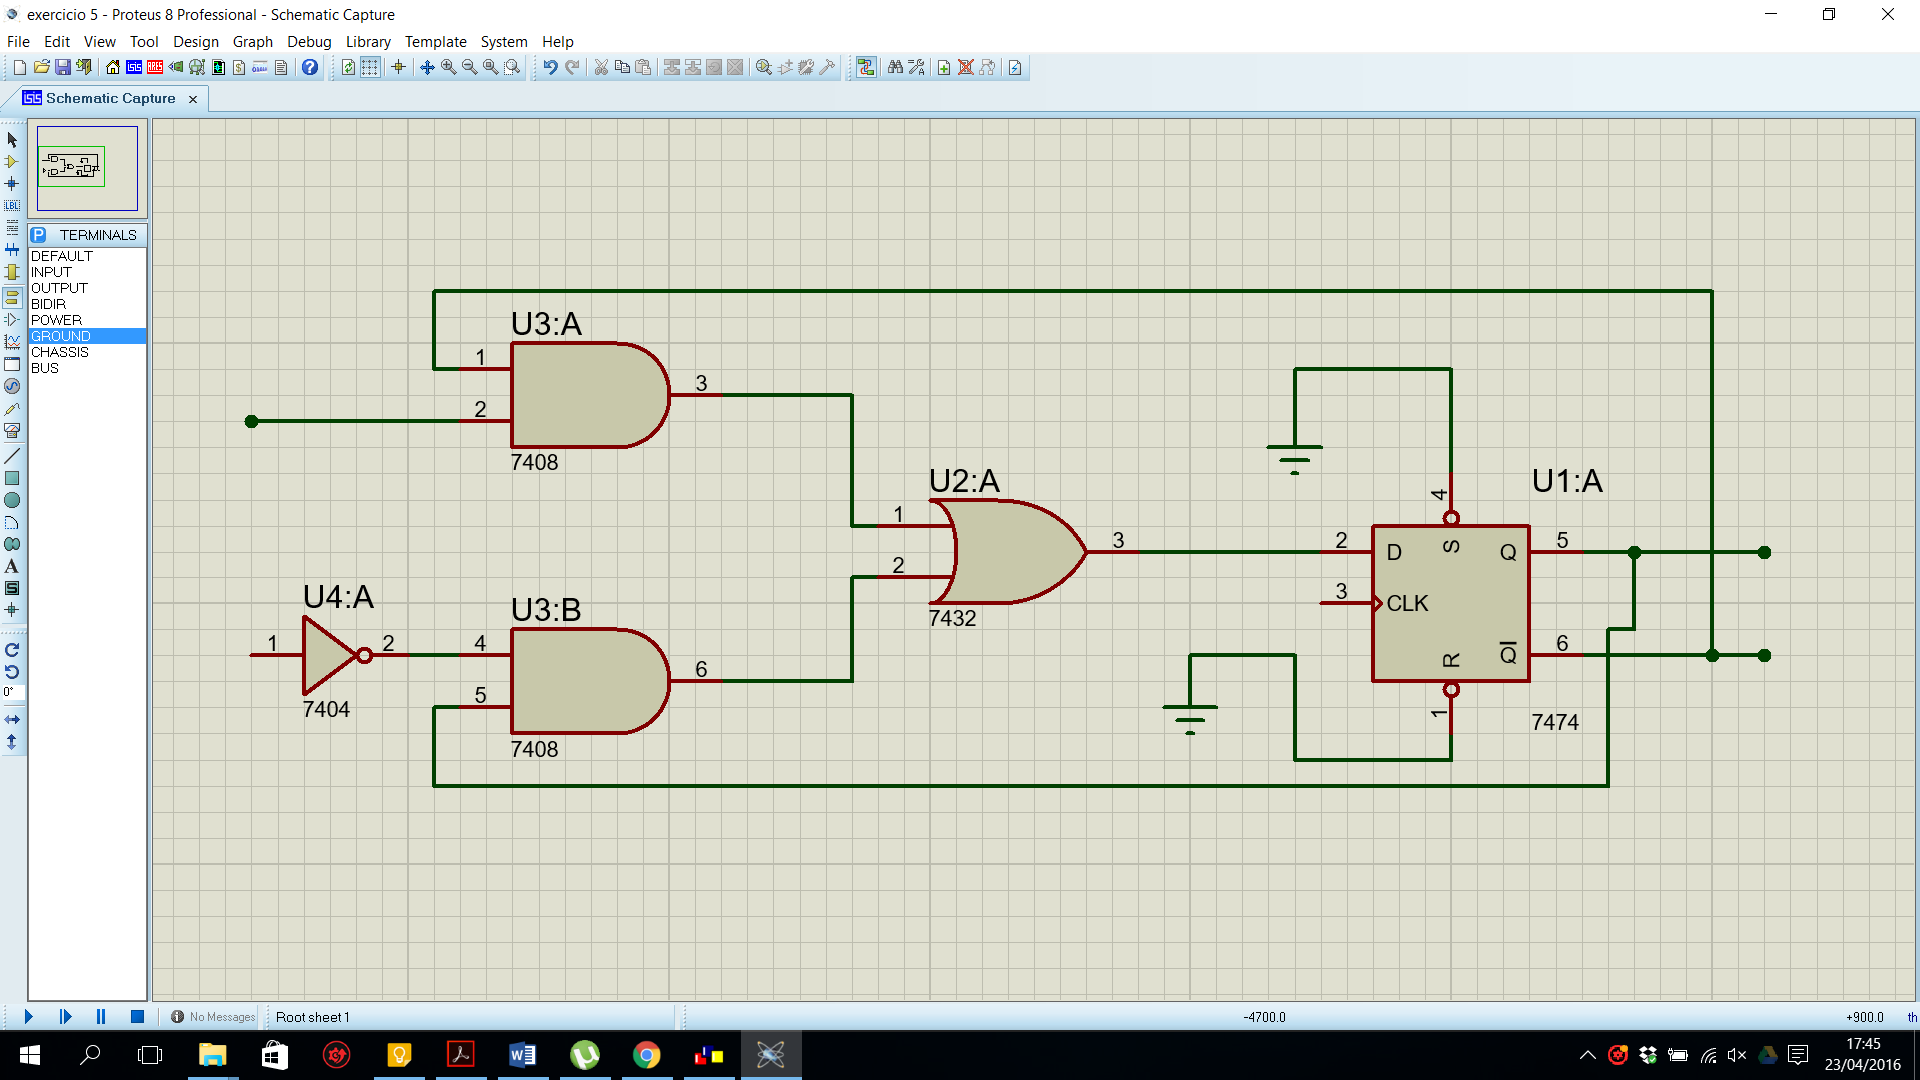 exercicio 5 - Proteus 8 Professional - Schematic Capture
File Edit View Tool Design Graph Debug Library Template System Help
Schematic Capture
TERMINALS
DEFAULT
INPUT
OUTPUT
BIDIR
POWER
GROUND
CHASSIS
BUS
U3:A
1
2
3
7408
U4:A
1
2
7404
U3:B
4
5
6
7408
U2:A
1
2
3
7432
U1:A
4
2
D
S
Q
5
3
CLK
R
Q
6
1
7474
LBL
A
0°
No Messages
Root sheet 1
-4700.0
+900.0
th
17:45
23/04/2016